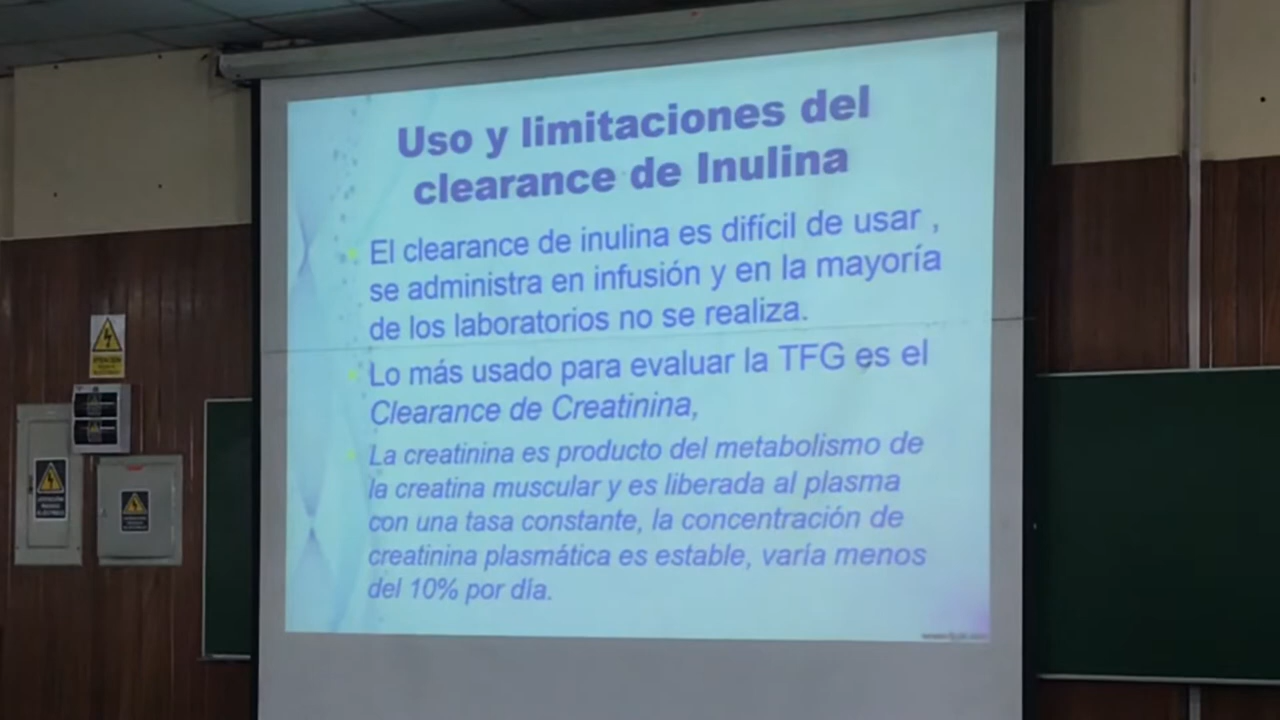 Uso y limitaciones del
clearance de Inulina
El clearance de inulina es difícil de usar ,
se administra en infusión y en la mayoría
de los laboratorios no se realiza.
Lo más usado para evaluar la TFG es el
Clearance de Creatinina,
La creatinina es producto del metabolismo de
la creatina muscular y es liberada al plasma
con una tasa constante, la concentración de
creatinina plasmática es estable, varía menos
del 10% por día.
ATENCIÓN